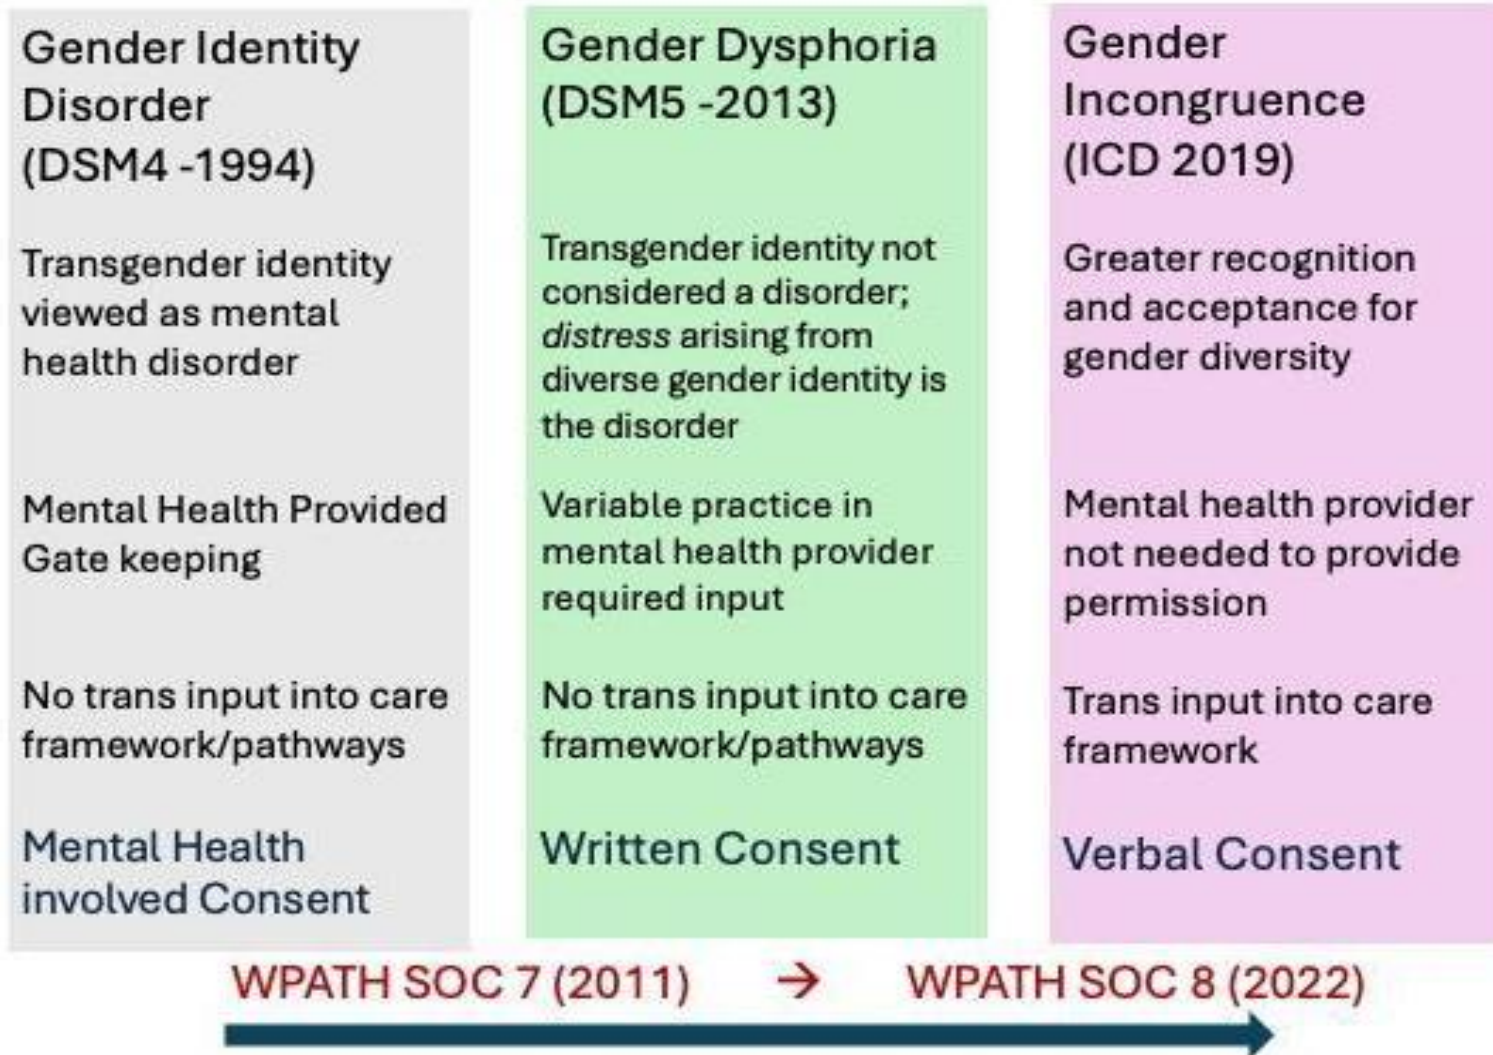 Gender Identity
Disorder
(DSM4 -1994)
Transgender identity
viewed as mental
health disorder
Mental Health Provided
Gate keeping
No trans input into care
framework/pathways
Mental Health
involved Consent
Gender Dysphoria
(DSM5 -2013)
Transgender identity not
considered a disorder;
distress arising from
diverse gender identity is
the disorder
Variable practice in
mental health provider
required input
No trans input into care
framework/pathways
Written Consent
Gender
Incongruence
(ICD 2019)
Greater recognition
and acceptance for
gender diversity
Mental health provider
not needed to provide
permission
Trans input into care
framework
Verbal Consent
WPATH SOC 7 (2011) → WPATH SOC 8 (2022)